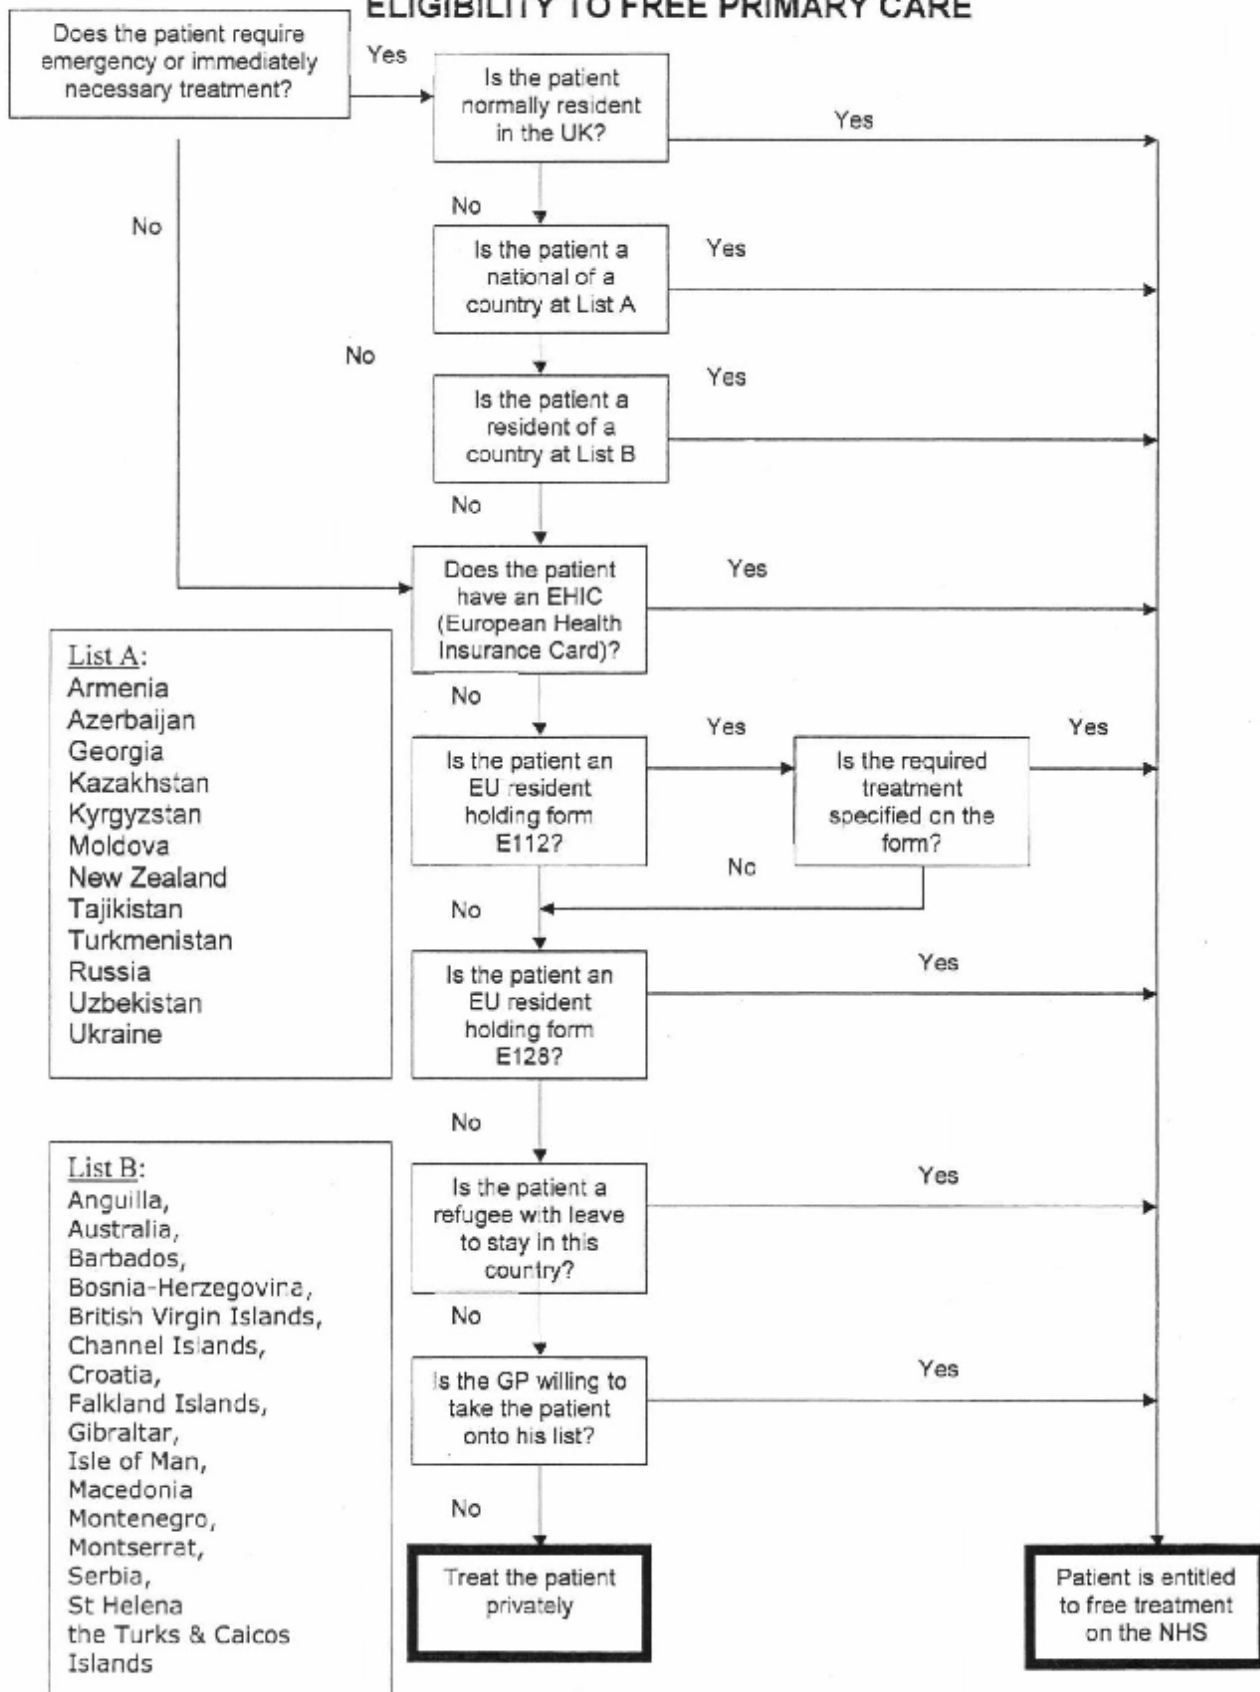 ELIGIBILITY TO FREE PRIMARY CARE
Does the patient require
emergency or immediately
necessary treatment?
Yes
Is the patient
normally resident
in the UK?
Yes
No
No
Is the patient a
national of a
country at List A
Yes
No
Is the patient a
resident of a
country at List B
Yes
No
Does the patient
have an EHIC
(European Health
Insurance Card)?
Yes
No
Is the patient an
EU resident
holding form
E112?
Yes
Is the required
treatment
specified on the
form?
Yes
No
No
Is the patient an
EU resident
holding form
E128?
Yes
No
Is the patient a
refugee with leave
to stay in this
country?
Yes
No
Is the GP willing to
take the patient
onto his list?
Yes
No
Treat the patient
privately
Patient is entitled
to free treatment
on the NHS
List A:
Armenia
Azerbaijan
Georgia
Kazakhstan
Kyrgyzstan
Moldova
New Zealand
Tajikistan
Turkmenistan
Russia
Uzbekistan
Ukraine
List B:
Anguilla,
Australia,
Barbados,
Bosnia-Herzegovina,
British Virgin Islands,
Channel Islands,
Croatia,
Falkland Islands,
Gibraltar,
Isle of Man,
Macedonia
Montenegro,
Montserrat,
Serbia,
St Helena
the Turks & Caicos
Islands